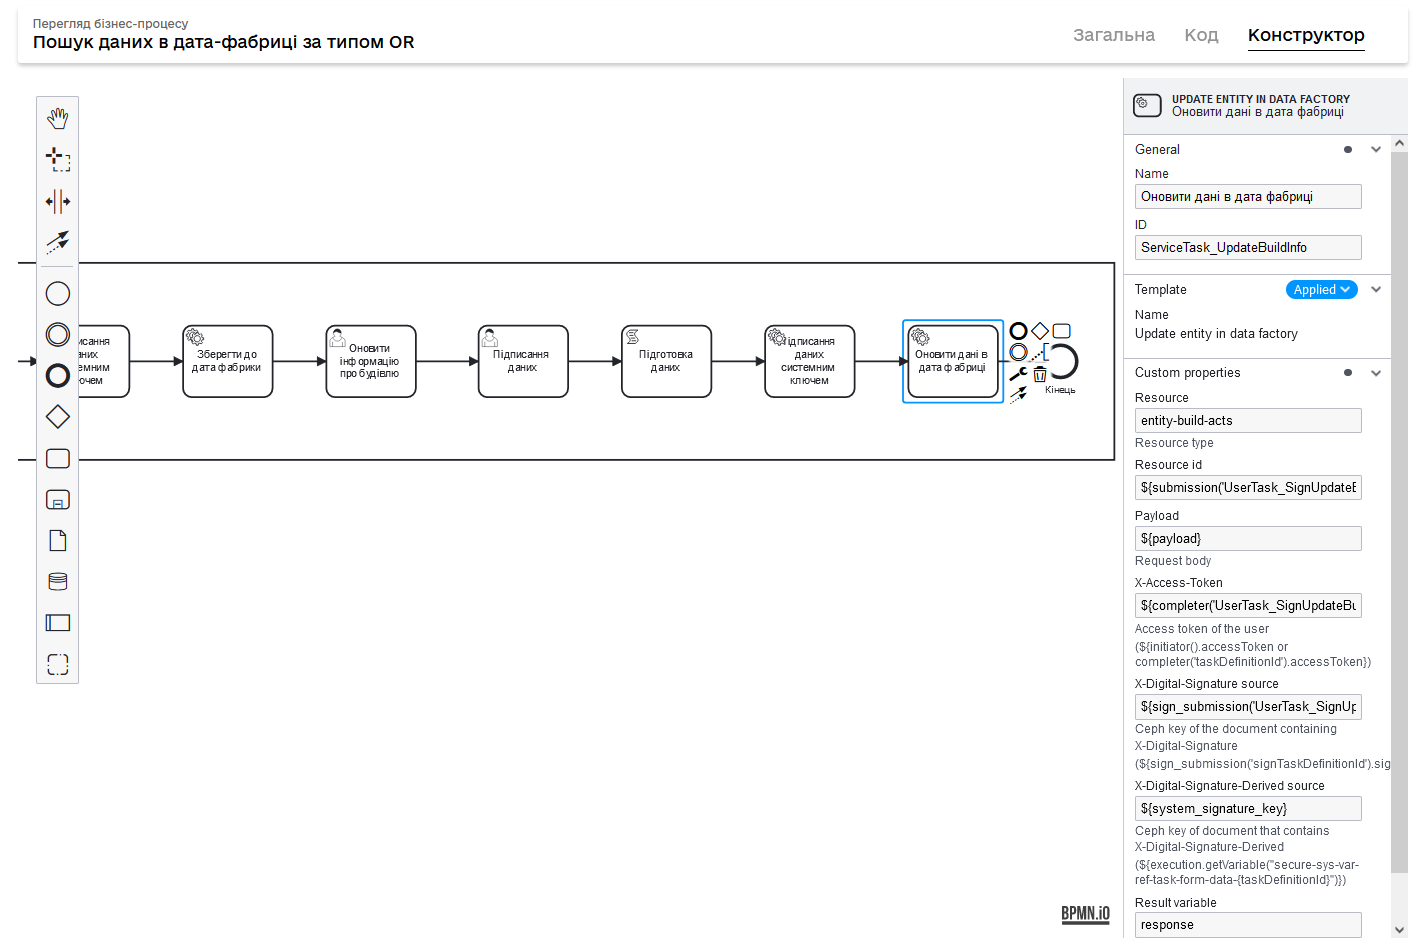 Перегляд бізнес-процесу
Пошук даних в дата-фабриці за типом OR
Загальна
Код
Конструктор
UPDATE ENTITY IN DATA FACTORY
Оновити дані в дата фабриці
General
Name
Оновити дані в дата фабриці
ID
ServiceTask_UpdateBuildInfo
Template
Applied
Name
Update entity in data factory
Custom properties
Resource
entity-build-acts
Resource type
Resource id
${submission('UserTask_SignUpdateE
Payload
${payload}
Request body
X-Access-Token
${completer('UserTask_SignUpdateBu
Access token of the user
(${initiator().accessToken or
completer('taskDefinitionId').accessToken})
X-Digital-Signature source
${sign_submission('UserTask_SignUp
Ceph key of the document containing
X-Digital-Signature
(${sign_submission('signTaskDefinitionId').sig
X-Digital-Signature-Derived source
${system_signature_key}
Ceph key of document that contains
X-Digital-Signature-Derived
(${execution.getVariable("secure-sys-var-
ref-task-form-data-{taskDefinitionId}")})
Result variable
response
исання
аних
емним
ючем
Зберегти до
дата фабрики
Оновити
інформацію
про будівлю
Підписання
даних
Підготовка
даних
ідписання
даних
системним
ключем
Оновити дані в
дата фабриці
Кінець
BPMN.iO